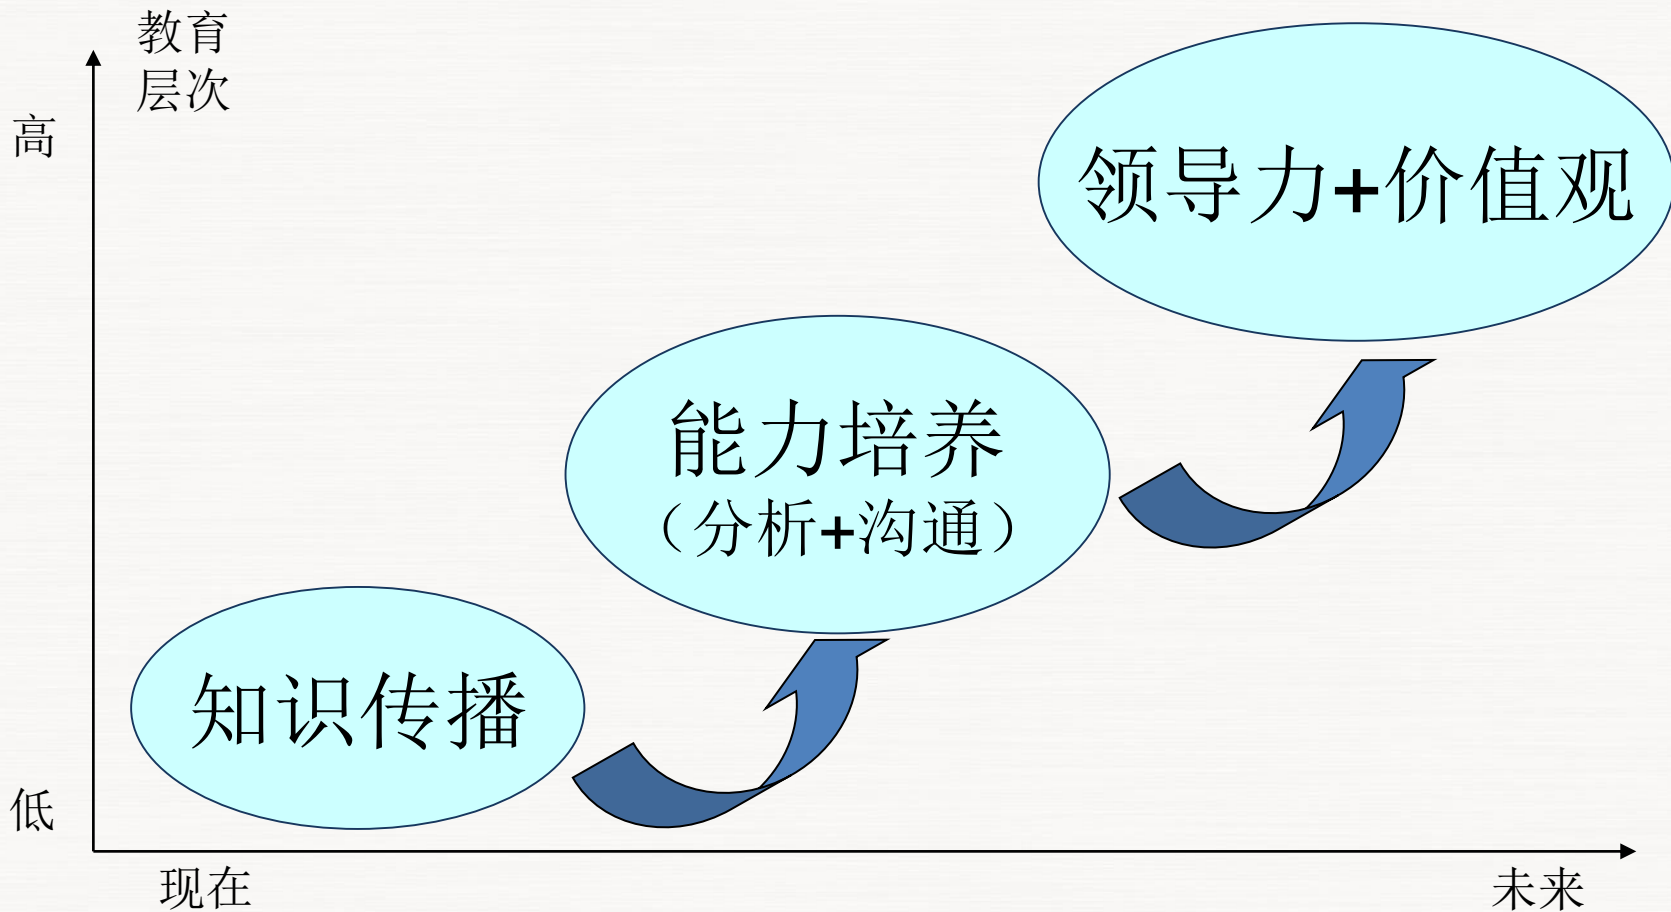 教育
层次
高
领导力+价值观
能力培养
（分析+沟通）
知识传播
低
现在
未来